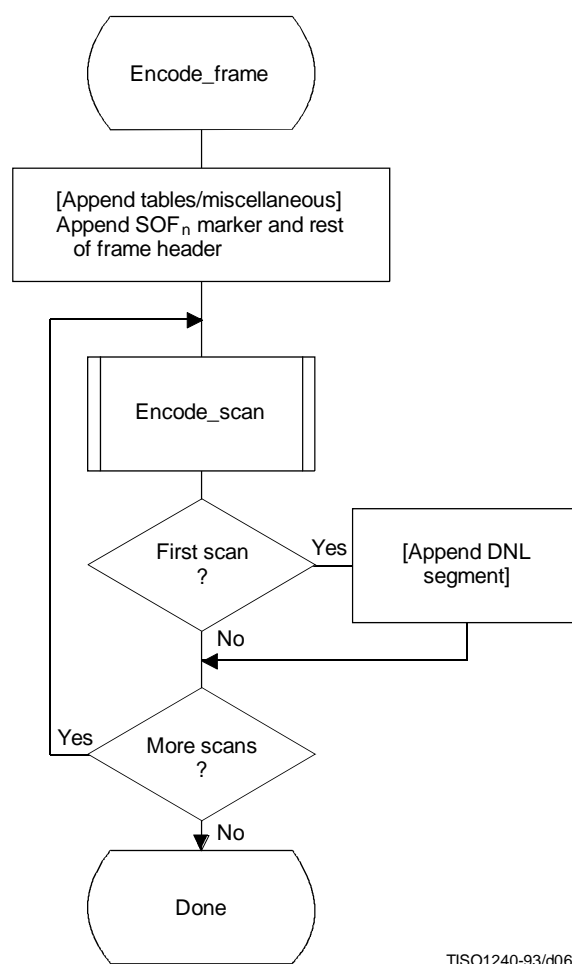 Encode_frame
[Append tables/miscellaneous]
Append SOFₙ marker and rest
of frame header
Encode_scan
First scan
?
Yes
[Append DNL
segment]
No
Yes
More scans
?
No
Done
TISO1240-93/d06